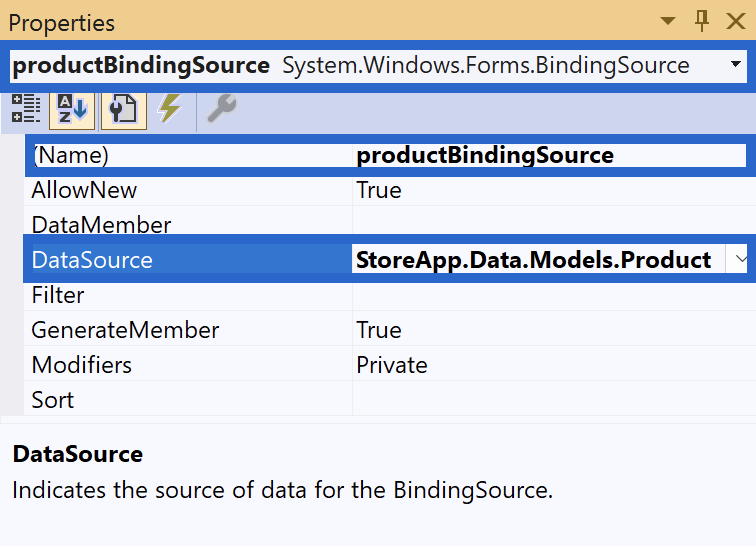 Properties
productBindingSource System.Windows.Forms.BindingSource
A
Z
(Name) productBindingSource
AllowNew True
DataMember
DataSource StoreApp.Data.Models.Product
Filter
GenerateMember True
Modifiers Private
Sort
DataSource
Indicates the source of data for the BindingSource.